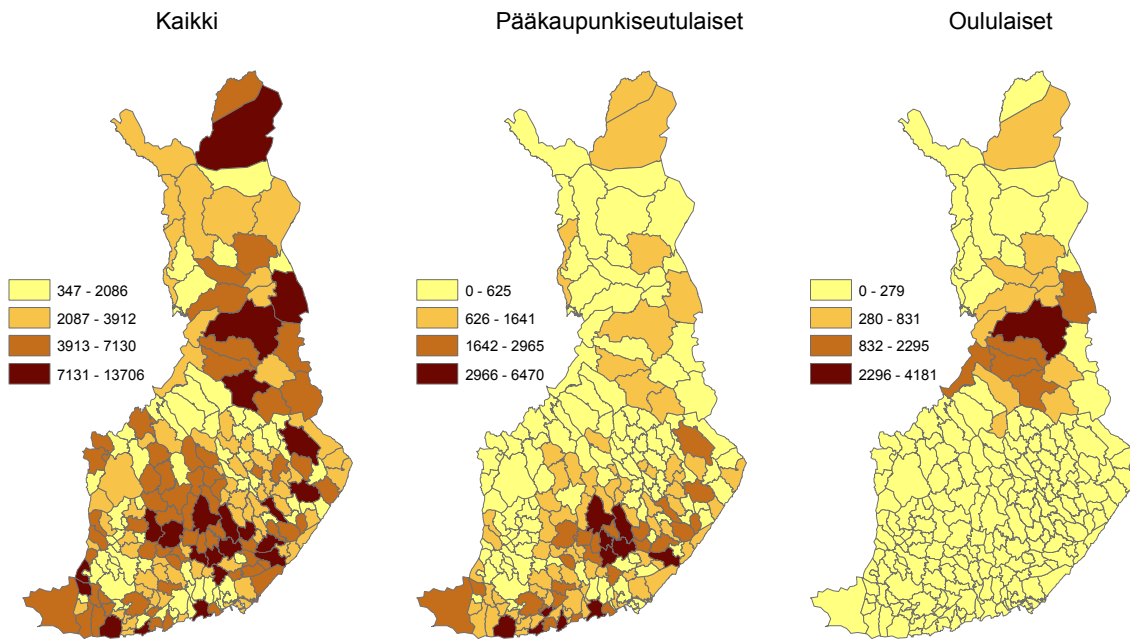 Kaikki
347 - 2086
2087 - 3912
3913 - 7130
7131 - 13706
Pääkaupunkiseutulaiset
0 - 625
626 - 1641
1642 - 2965
2966 - 6470
Oululaiset
0 - 279
280 - 831
832 - 2295
2296 - 4181